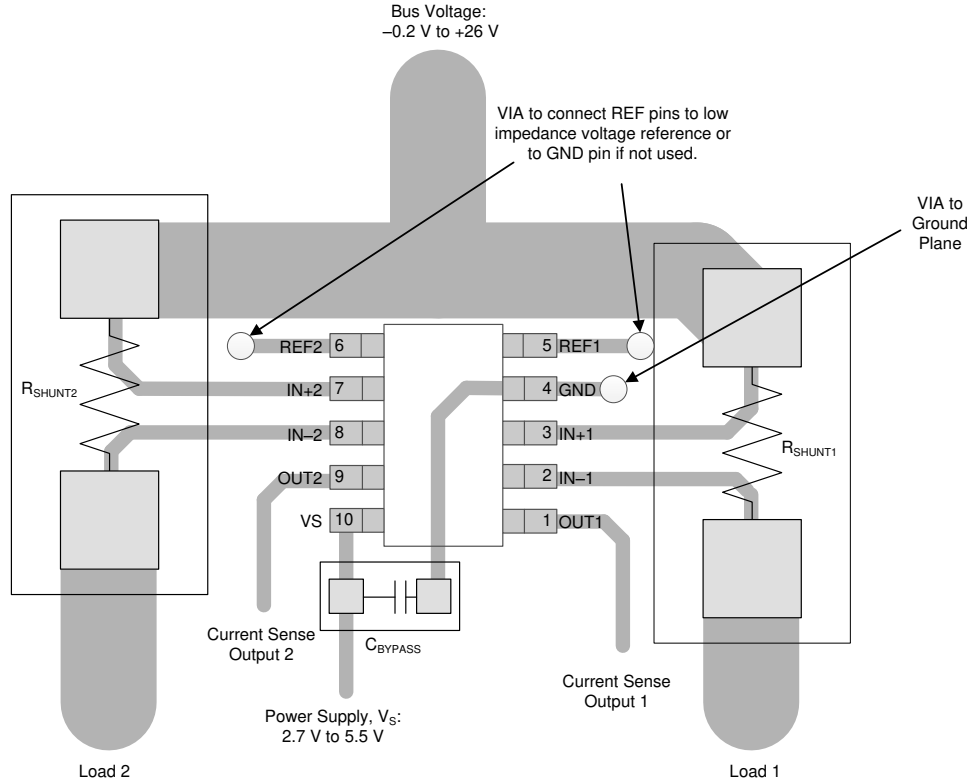 Bus Voltage:
–0.2 V to +26 V
VIA to connect REF pins to low
impedance voltage reference or
to GND pin if not used.
VIA to
Ground
Plane
REF2 6
5 REF1
IN+2 7
4 GND
RSHUNT2
IN–2 8
3 IN+1
RSHUNT1
OUT2 9
2 IN–1
VS 10
1 OUT1
CBYPASS
Current Sense
Output 2
Current Sense
Output 1
Power Supply, VS:
2.7 V to 5.5 V
Load 2
Load 1